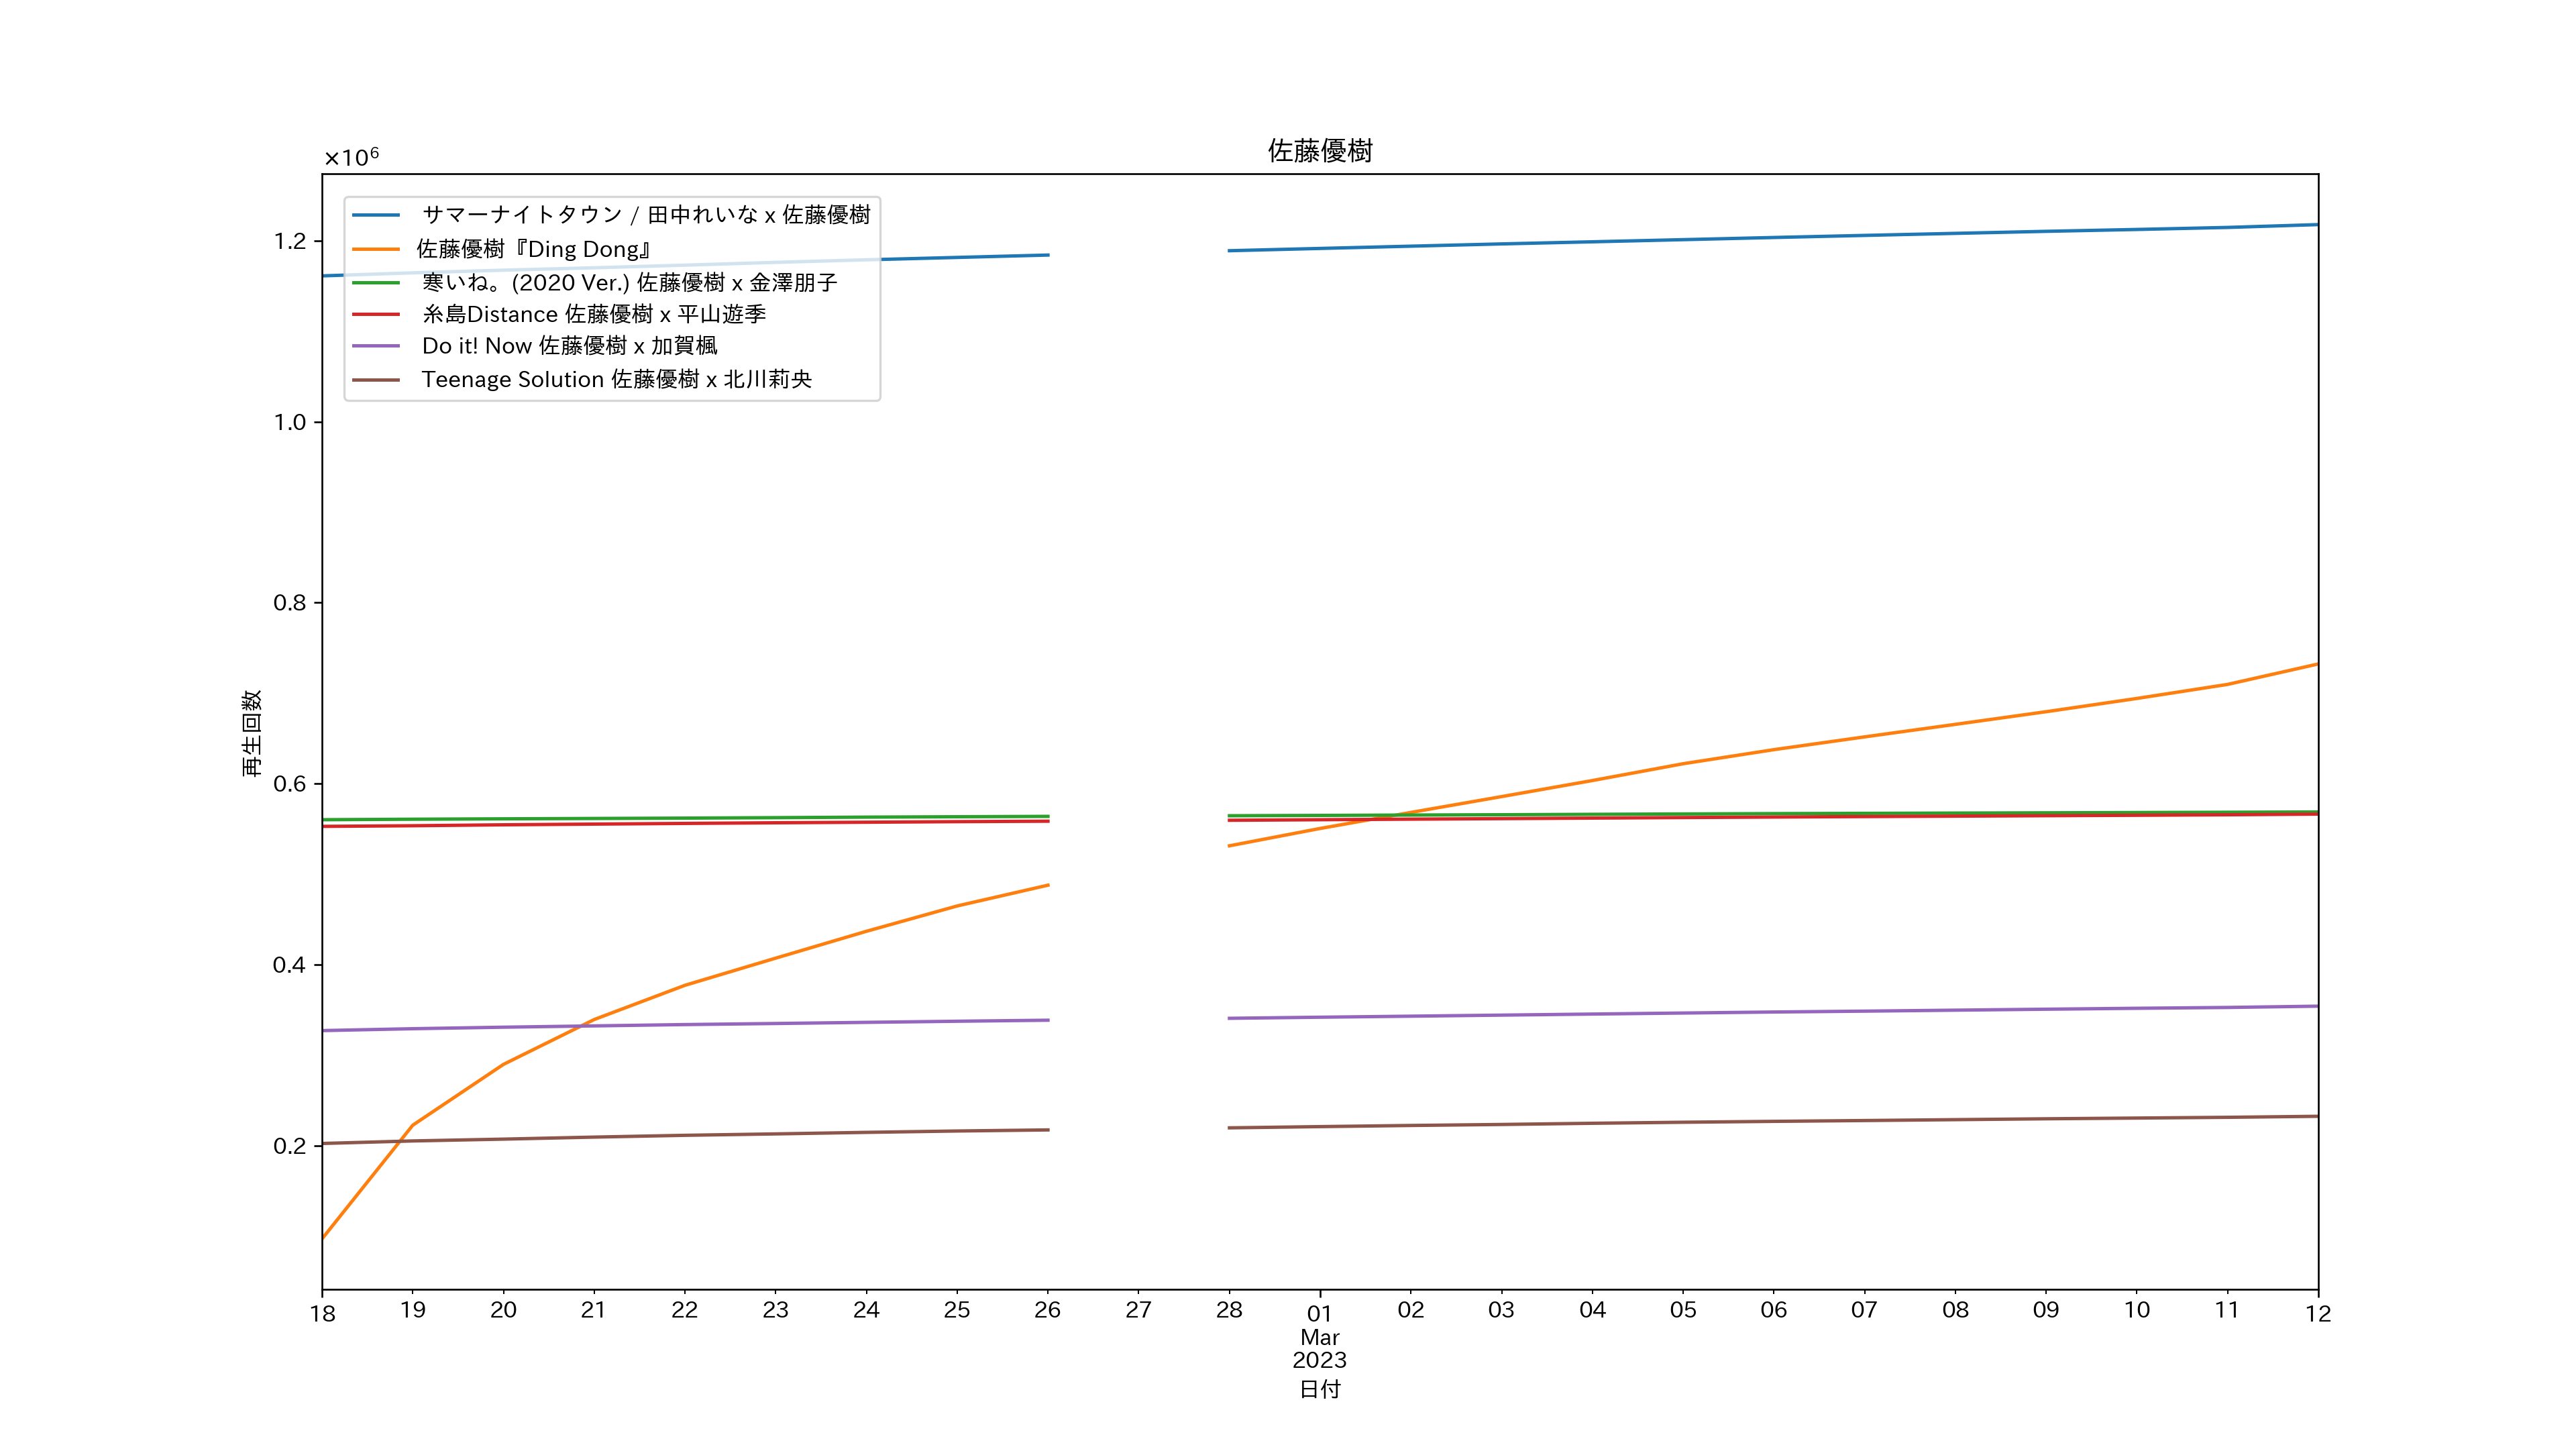 佐藤優樹
×10⁶
サマーナイトタウン / 田中れいな x 佐藤優樹
佐藤優樹『Ding Dong』
寒いね。(2020 Ver.) 佐藤優樹 x 金澤朋子
糸島Distance 佐藤優樹 x 平山遊季
Do it! Now 佐藤優樹 x 加賀楓
Teenage Solution 佐藤優樹 x 北川莉央
1.2
1.0
0.8
0.6
0.4
0.2
再生回数
18 19 20 21 22 23 24 25 26 27 28 01 02 03 04 05 06 07 08 09 10 11 12
Mar
2023
日付